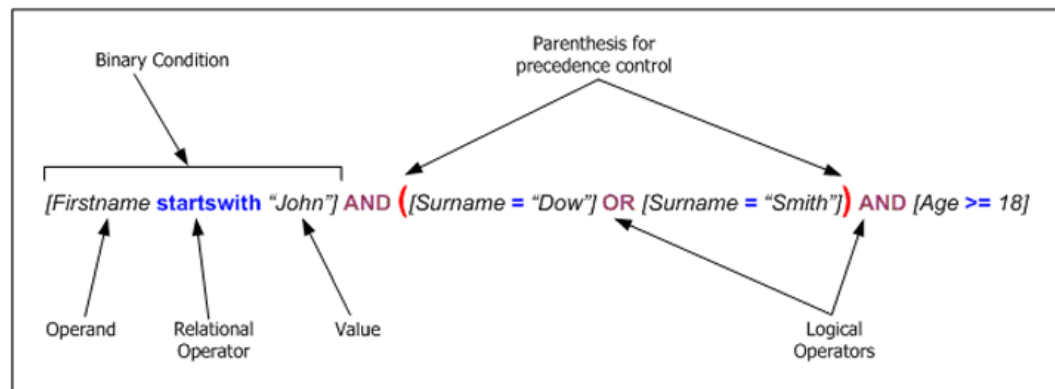 Parenthesis for
precedence control
Binary Condition
[Firstname startswith “John”] AND ([Surname = “Dow”] OR [Surname = “Smith”]) AND [Age >= 18]
Operand
Relational
Operator
Value
Logical
Operators